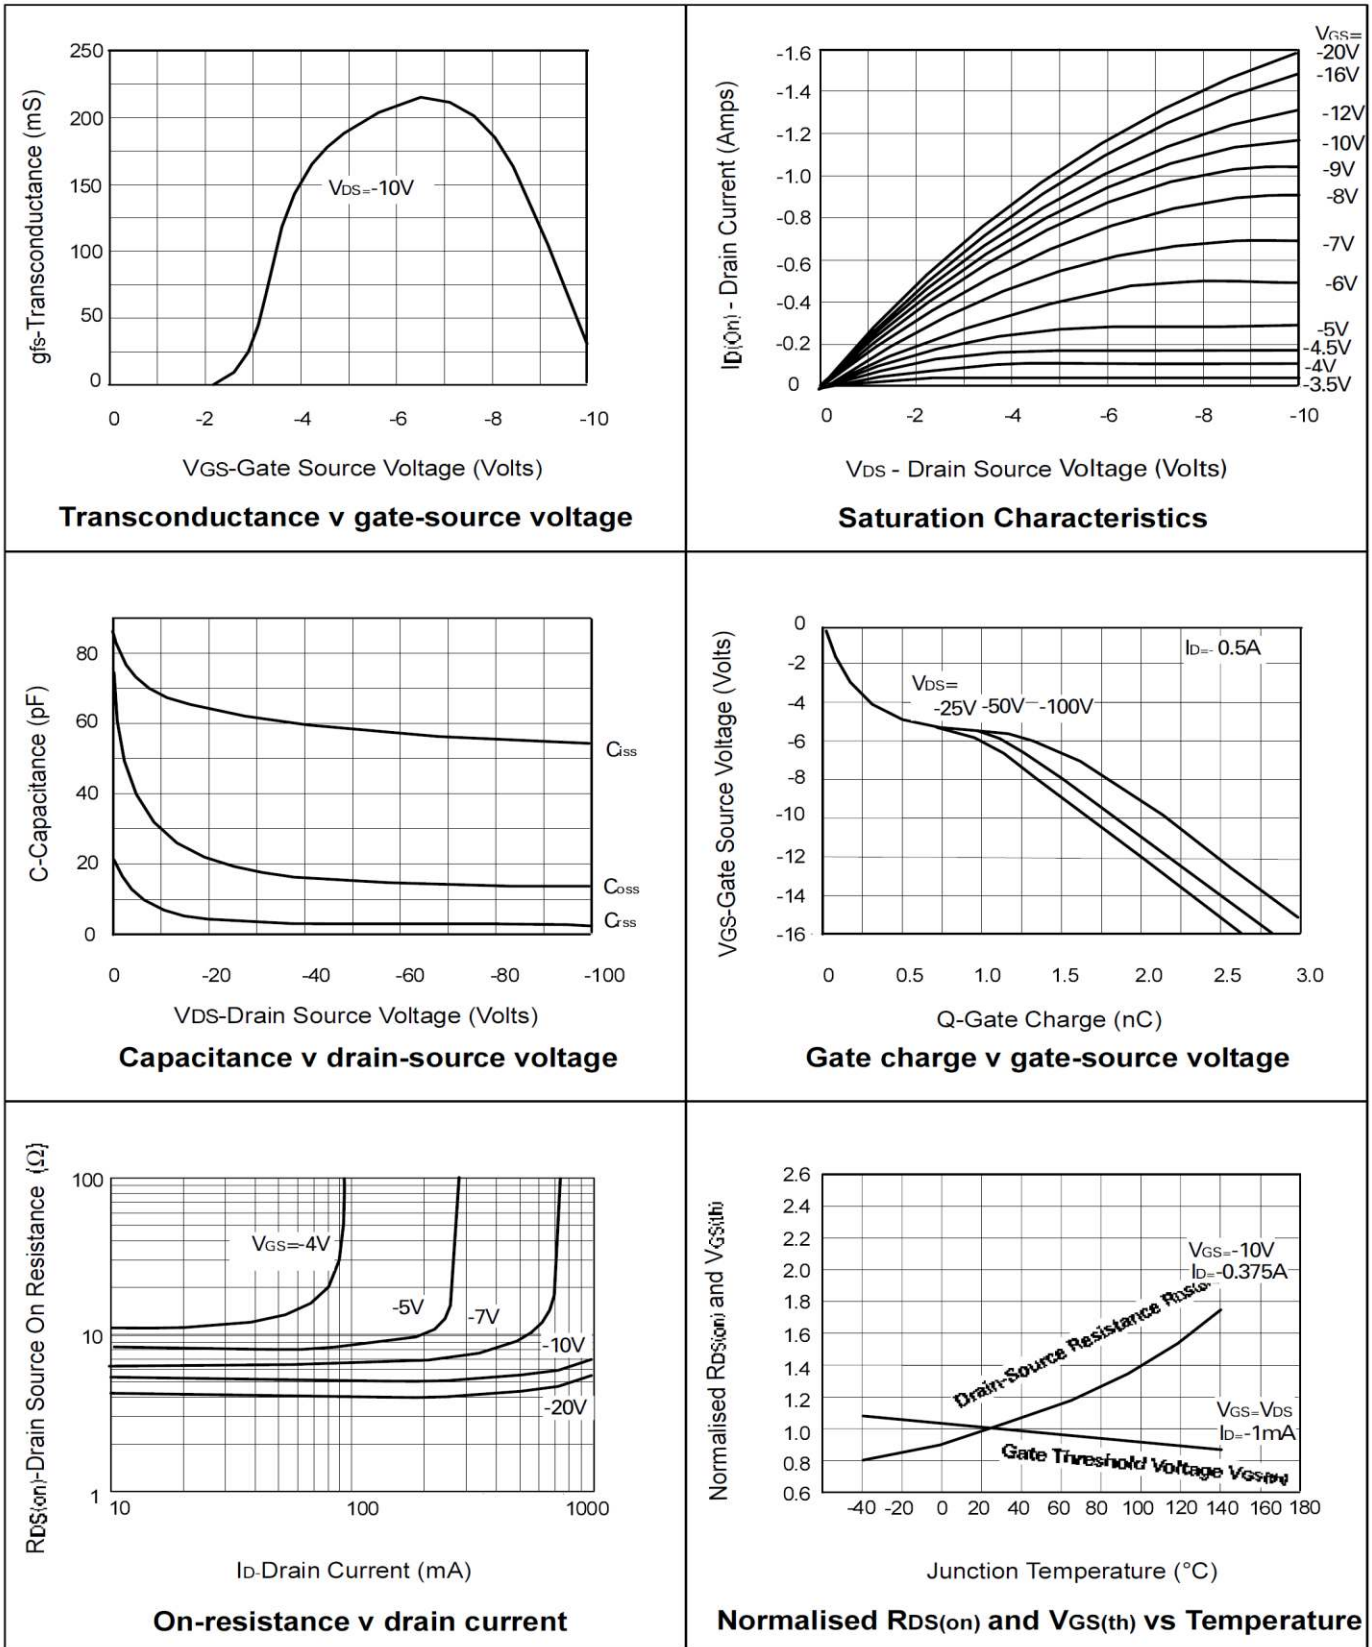 gfs-Transconductance (mS)
250
200
150
100
50
0
VDS=-10V
0 -2 -4 -6 -8 -10
VGS-Gate Source Voltage (Volts)
Transconductance v gate-source voltage
ID(On) - Drain Current (Amps)
-1.6
-1.4
-1.2
-1.0
-0.8
-0.6
-0.4
-0.2
0
VGS=
-20V
-16V
-12V
-10V
-9V
-8V
-7V
-6V
-5V
-4.5V
-4V
-3.5V
0 -2 -4 -6 -8 -10
VDS - Drain Source Voltage (Volts)
Saturation Characteristics
C-Capacitance (pF)
80
60
40
20
0
Ciss
Coss
Crss
0 -20 -40 -60 -80 -100
VDS-Drain Source Voltage (Volts)
Capacitance v drain-source voltage
VGS-Gate Source Voltage (Volts)
0
-2
-4
-6
-8
-10
-12
-14
-16
ID=- 0.5A
VDS=
-25V -50V -100V
0 0.5 1.0 1.5 2.0 2.5 3.0
Q-Gate Charge (nC)
Gate charge v gate-source voltage
RDS(on)-Drain Source On Resistance (Ω)
100
10
1
VGS=-4V
-5V
-7V
-10V
-20V
10 100 1000
ID-Drain Current (mA)
On-resistance v drain current
Normalised RDS(on) and VGS(th)
2.6
2.4
2.2
2.0
1.8
1.6
1.4
1.2
1.0
0.8
0.6
VGS=-10V
ID=-0.375A
Drain-Source Resistance RDS(on)
VGS=VDS
ID=-1mA
Gate Threshold Voltage VGS(th)
-40 -20 0 20 40 60 80 100 120 140 160 180
Junction Temperature (°C)
Normalised RDS(on) and VGS(th) vs Temperature